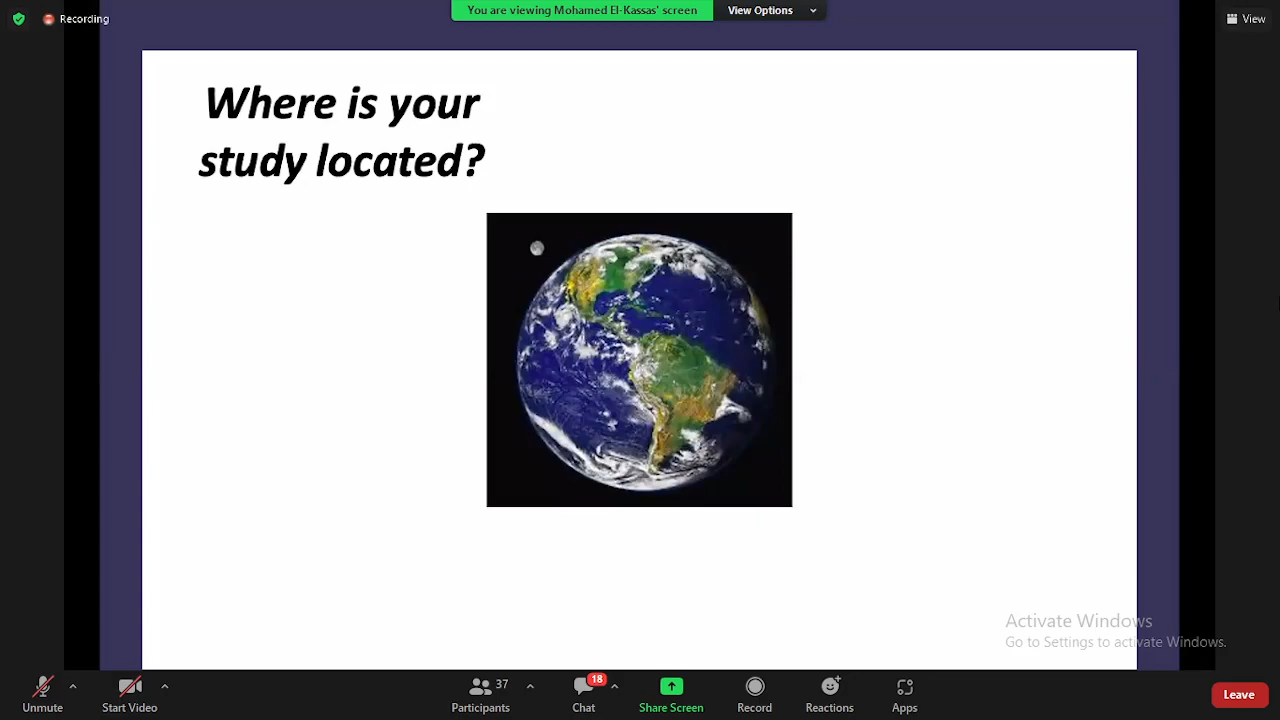 Recording
You are viewing Mohamed El-Kassas' screen
View Options
View
Where is your
study located?
Activate Windows
Go to Settings to activate Windows.
Unmute
Start Video
37
Participants
18
Chat
Share Screen
Record
Reactions
Apps
Leave